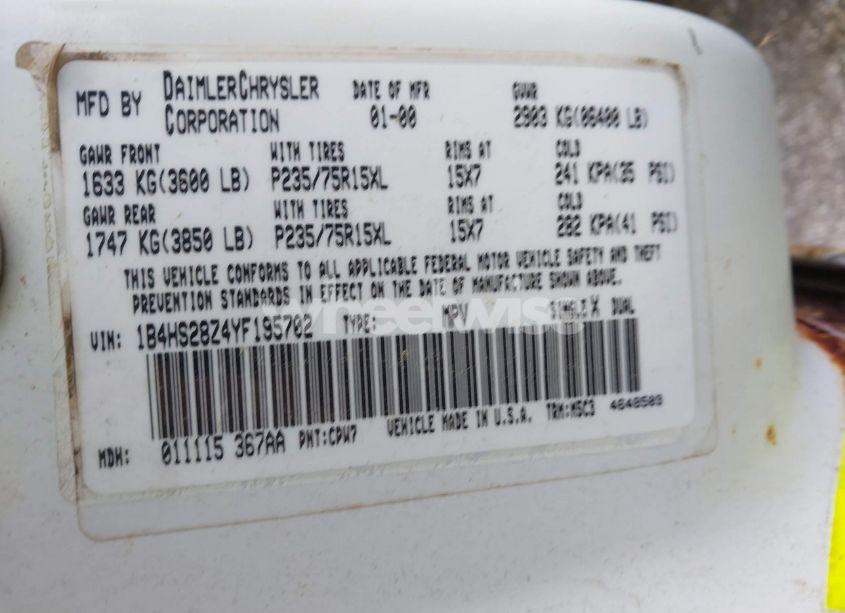 MFD BY DAIMLERCHRYSLER CORPORATION DATE OF MFR 01-00 GVWR 2903 KG(06400 LB)
GAWR FRONT WITH TIRES RIMS AT COLD
1633 KG(3600 LB) P235/75R15XL 15X7 241 KPA(35 PSI)
GAWR REAR WITH TIRES RIMS AT COLD
1747 KG(3850 LB) P235/75R15XL 15X7 282 KPA(41 PSI)
THIS VEHICLE CONFORMS TO ALL APPLICABLE FEDERAL MOTOR VEHICLE SAFETY AND THEFT
PREVENTION STANDARDS IN EFFECT ON THE DATE OF MANUFACTURE SHOWN ABOVE.
VIN: 1B4HS28Z4YF195702 TYPE: MPV SINGLE X DUAL
wheelerwise
MDH: 011115 367AA PNT:CPW7 VEHICLE MADE IN U.S.A. TRM:M5C3 4648509